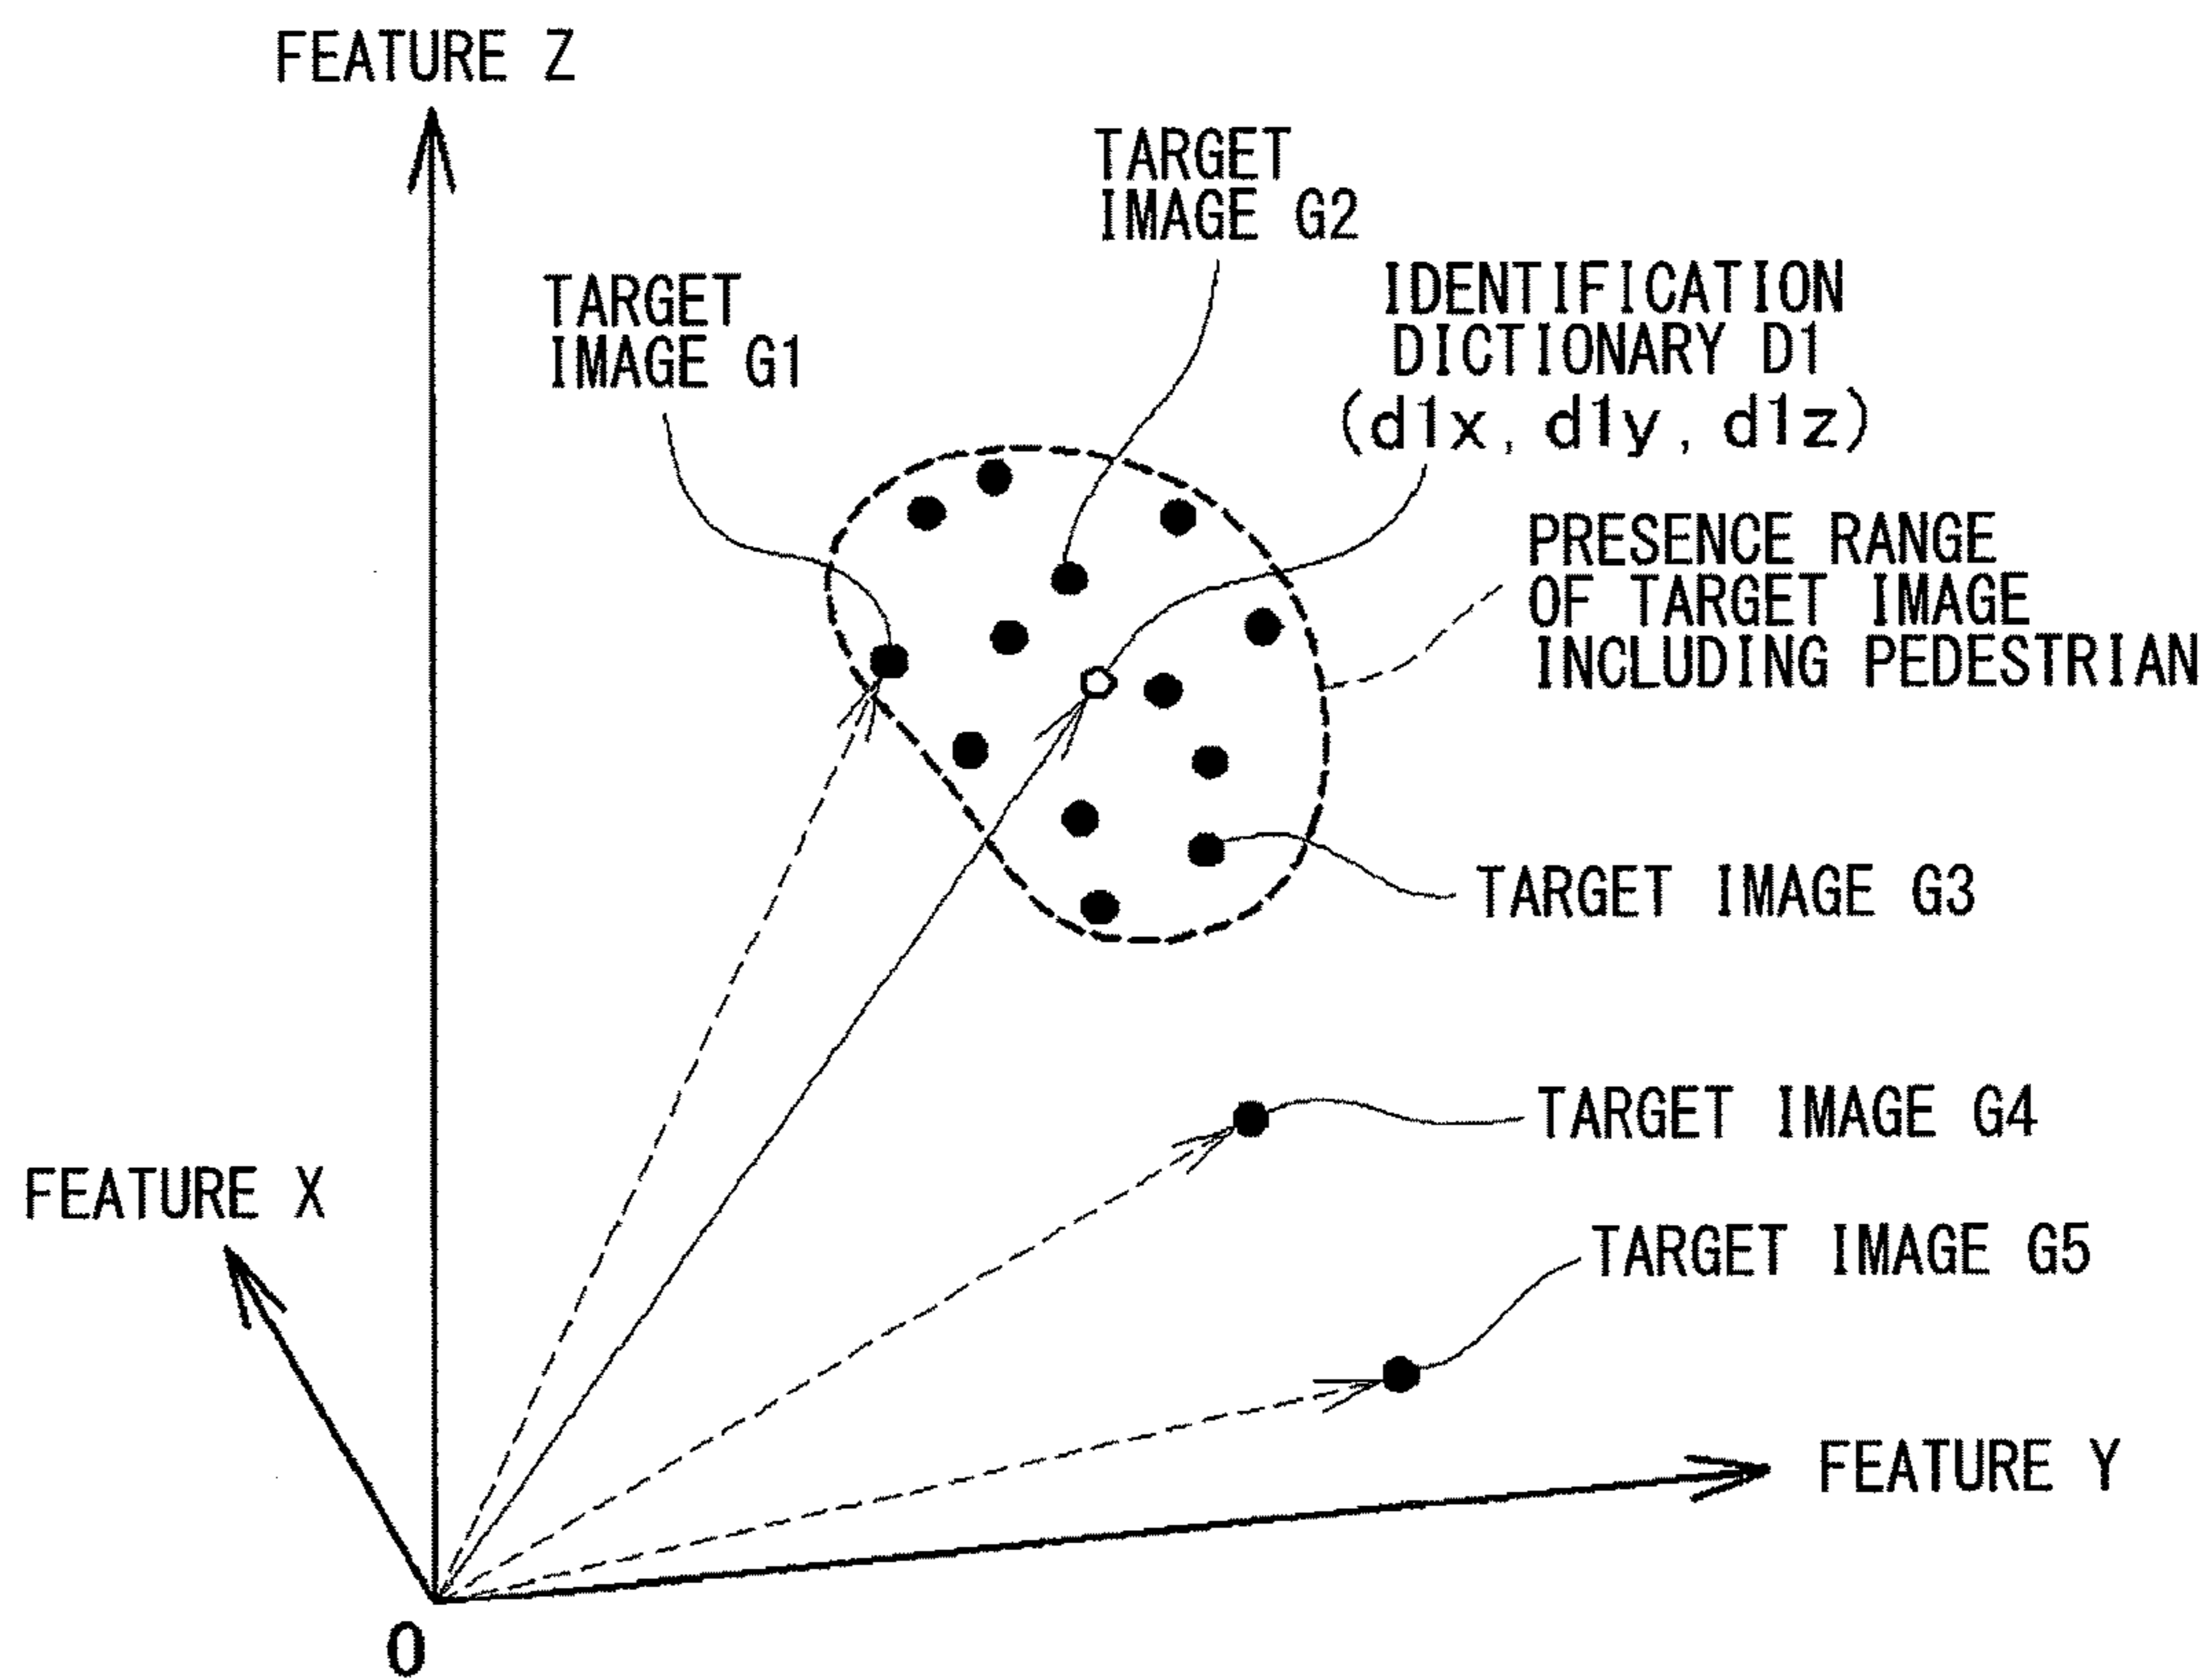 FEATURE Z
TARGET
IMAGE G2
TARGET
IMAGE G1
IDENTIFICATION
DICTIONARY D1
(d1x, d1y, d1z)
PRESENCE RANGE
OF TARGET IMAGE
INCLUDING PEDESTRIAN
TARGET IMAGE G3
TARGET IMAGE G4
FEATURE X
TARGET IMAGE G5
FEATURE Y
0